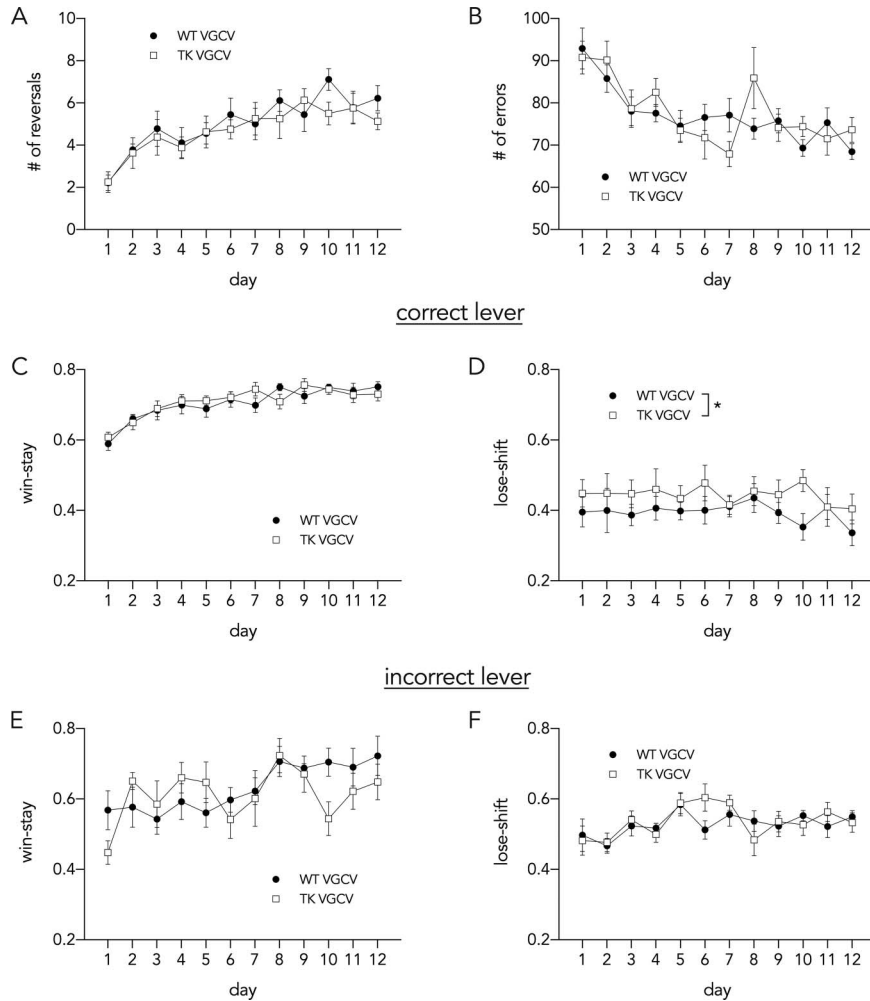 A
10
8
6
4
2
0
# of reversals
WT VGCV
TK VGCV
1 2 3 4 5 6 7 8 9 10 11 12
day
B
100
90
80
70
60
50
# of errors
WT VGCV
TK VGCV
1 2 3 4 5 6 7 8 9 10 11 12
day
correct lever
C
0.8
0.6
0.4
0.2
win-stay
WT VGCV
TK VGCV
1 2 3 4 5 6 7 8 9 10 11 12
day
D
0.8
0.6
0.4
0.2
lose-shift
WT VGCV
TK VGCV
*
1 2 3 4 5 6 7 8 9 10 11 12
day
incorrect lever
E
0.8
0.6
0.4
0.2
win-stay
WT VGCV
TK VGCV
1 2 3 4 5 6 7 8 9 10 11 12
day
F
0.8
0.6
0.4
0.2
lose-shift
WT VGCV
TK VGCV
1 2 3 4 5 6 7 8 9 10 11 12
day